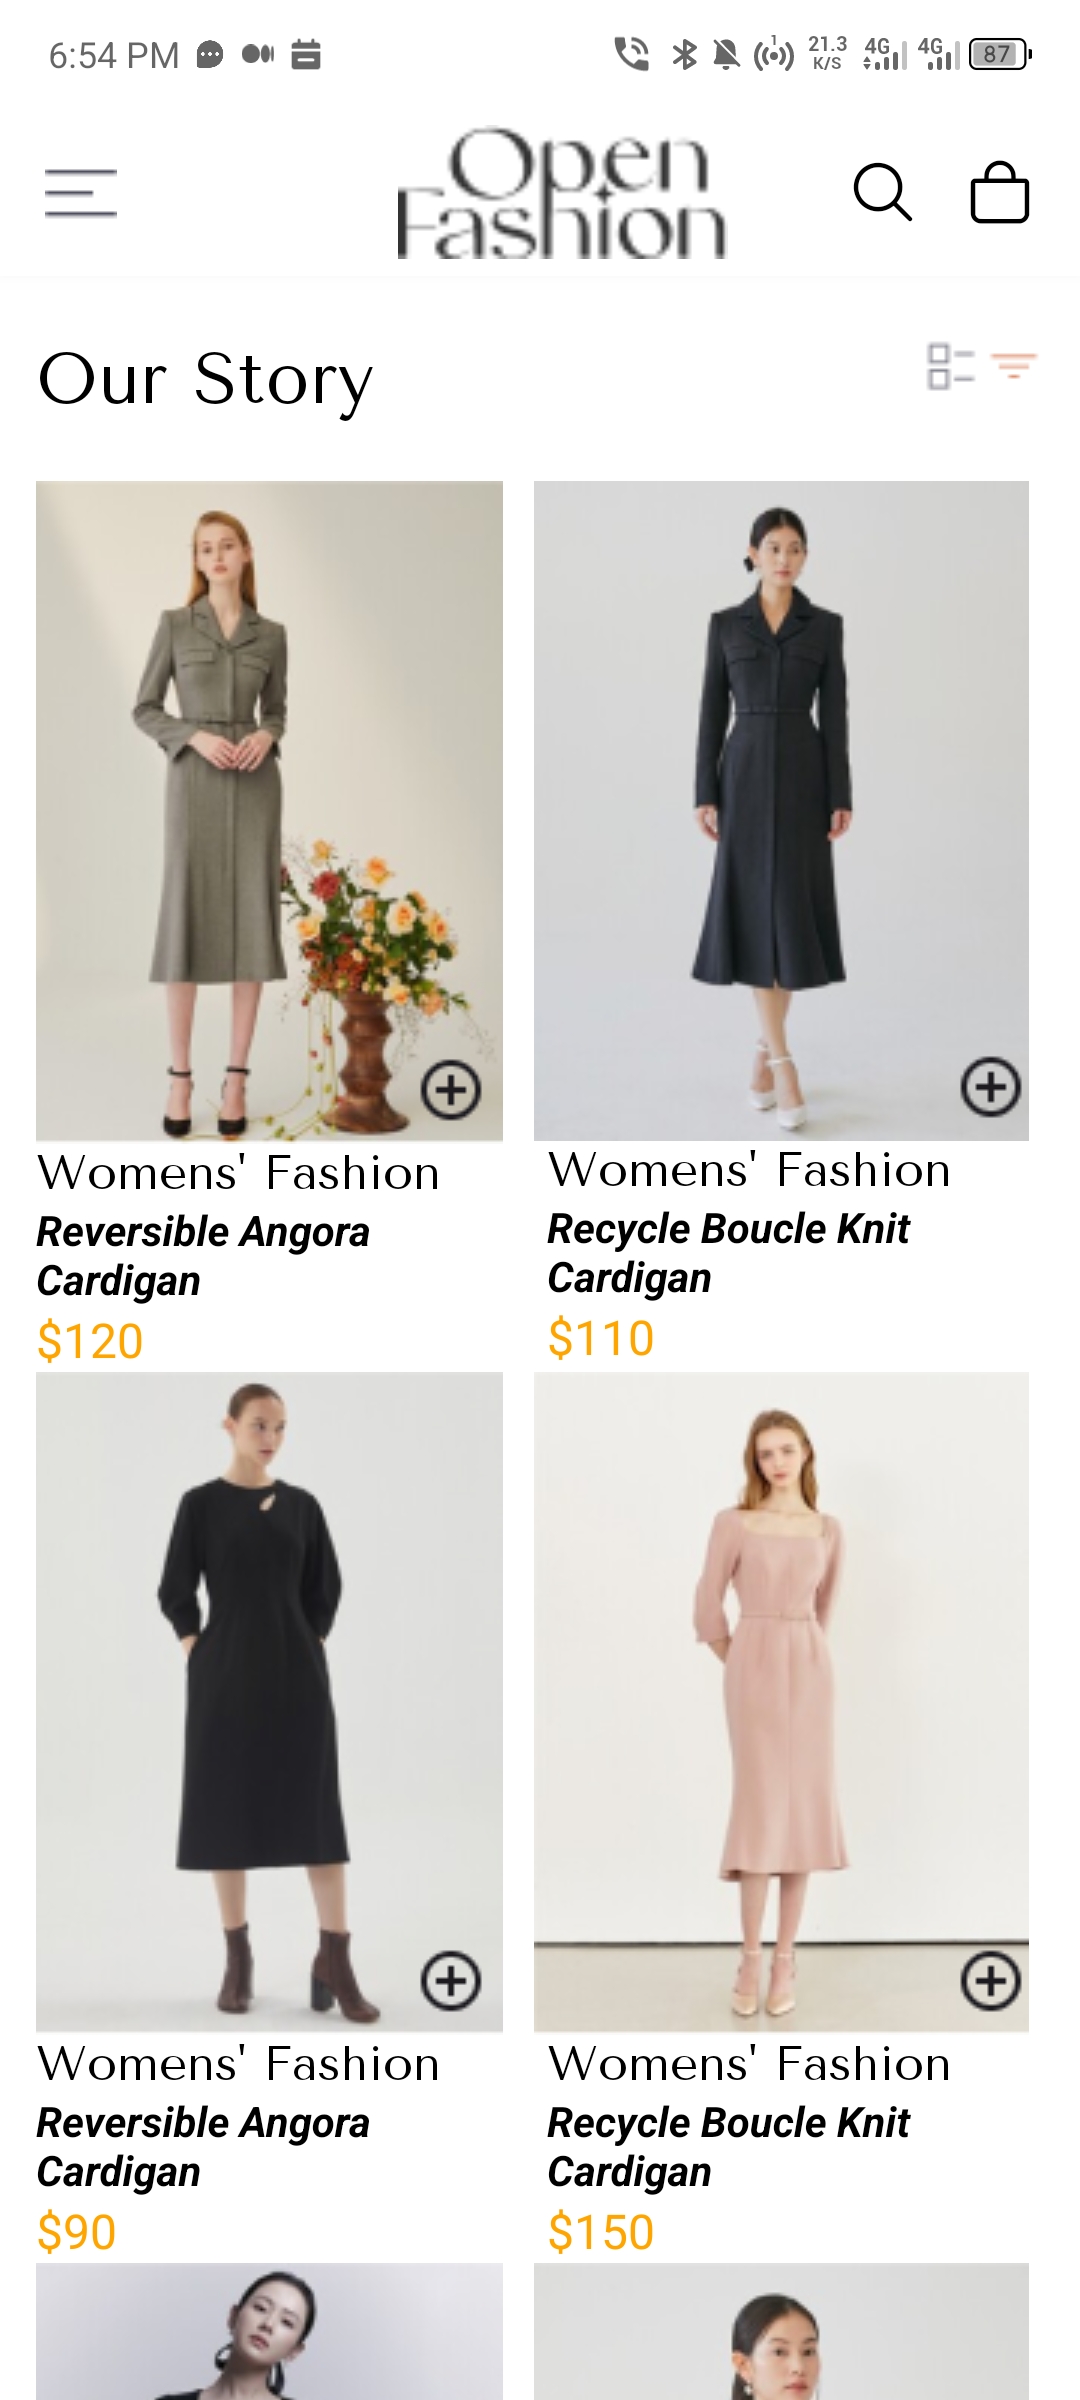 6:54 PM
1
21.3
K/S
4G
4G
87
Open
Fashion
Our Story
Womens' Fashion
Reversible Angora
Cardigan
$120
Womens' Fashion
Recycle Boucle Knit
Cardigan
$110
Womens' Fashion
Reversible Angora
Cardigan
$90
Womens' Fashion
Recycle Boucle Knit
Cardigan
$150